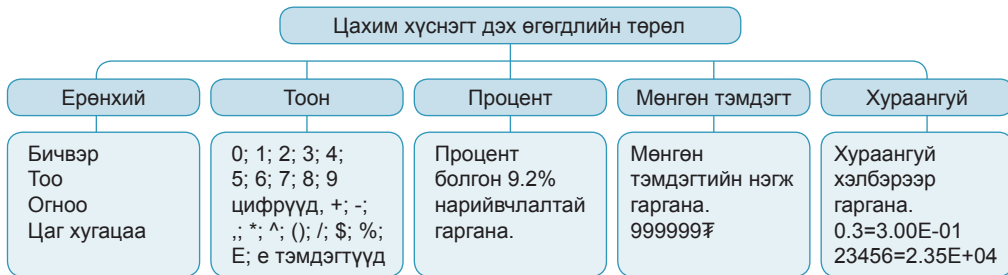 Цахим хүснэгт дэх өгөгдлийн төрөл
Ерөнхий
Бичвэр
Тоо
Огноо
Цаг хугацаа
Тоон
0; 1; 2; 3; 4;
5; 6; 7; 8; 9
цифрүүд, +; -;
,; *; ^; (); /; $; %;
E; e тэмдэгтүүд
Процент
Процент
болгон 9.2%
нарийвчлалтай
гаргана.
Мөнгөн тэмдэгт
Мөнгөн
тэмдэгтийн нэгж
гаргана.
999999₮
Хураангуй
Хураангуй
хэлбэрээр
гаргана.
0.3=3.00E-01
23456=2.35E+04